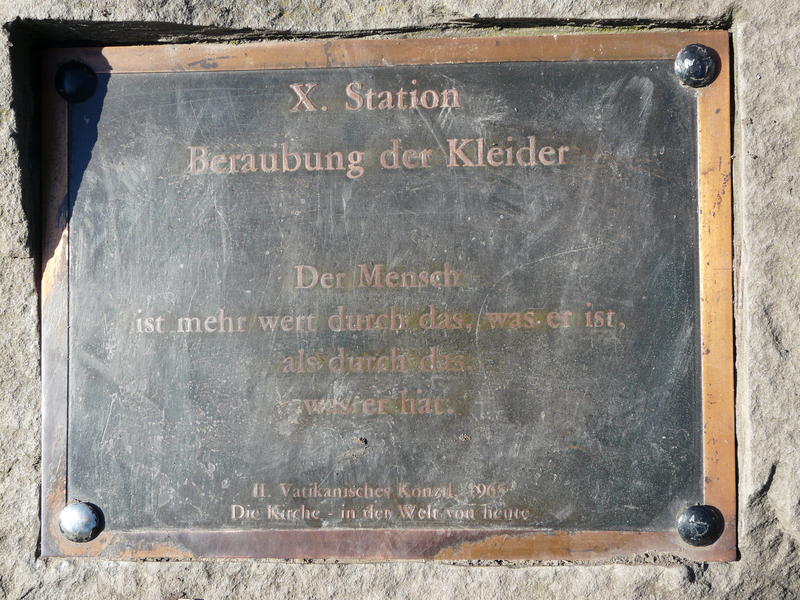 X. Station
Beraubung der Kleider
Der Mensch
ist mehr wert durch das, was er ist,
als durch das,
was er hat.
II. Vatikanisches Konzil, 1965
Die Kirche - in der Welt von heute